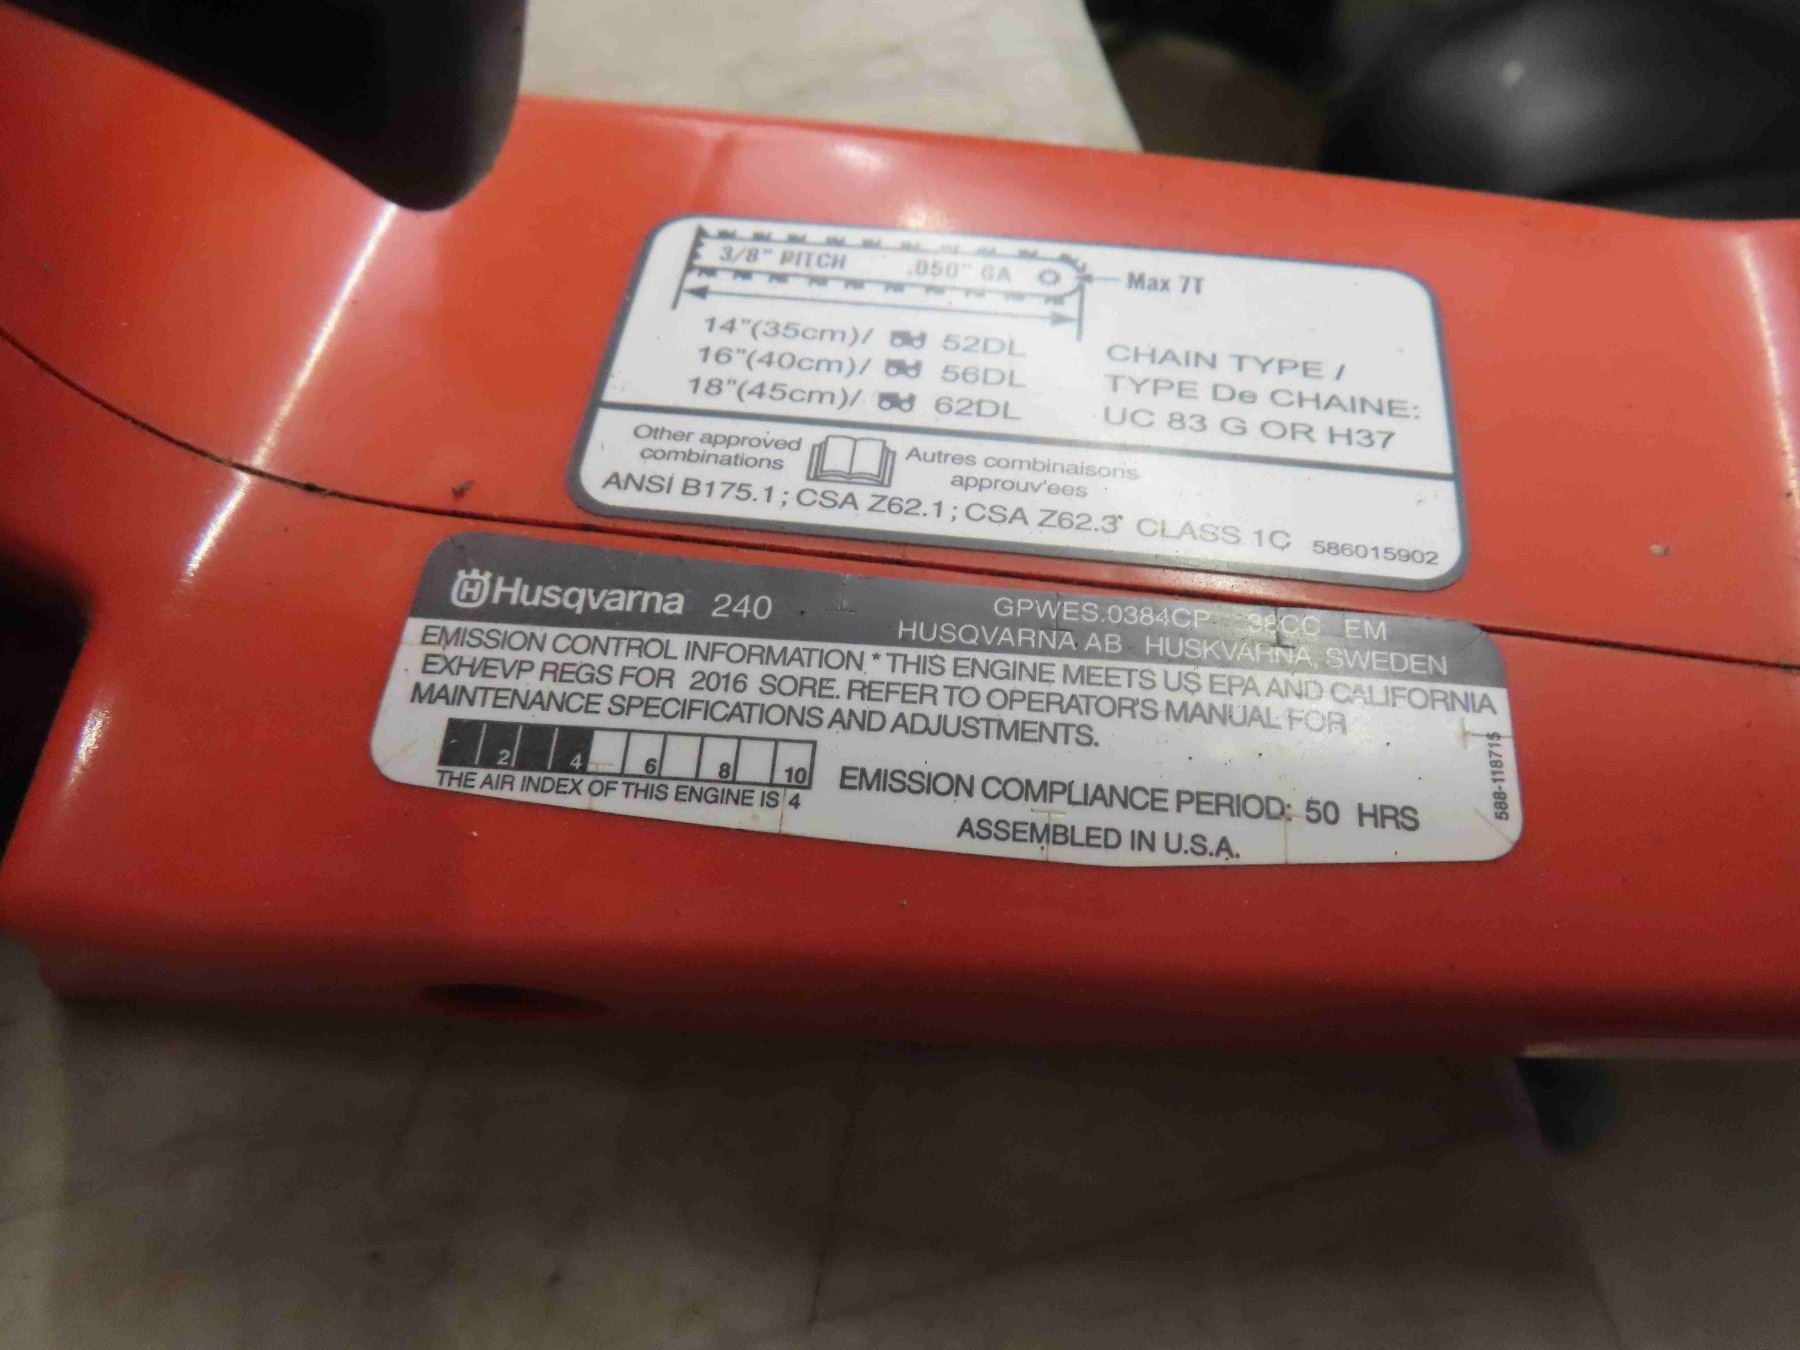 3/8" PITCH .050" GA
Max 7T
14"(35cm)/ 52DL
16"(40cm)/ 56DL
18"(45cm)/ 62DL
CHAIN TYPE /
TYPE De CHAINE:
UC 83 G OR H37
Other approved
combinations
Autres combinaisons
approuv'ees
ANSI B175.1; CSA Z62.1; CSA Z62.3 CLASS 1C 586015902
Husqvarna 240
GPWES.0384CP 38CC EM
HUSQVARNA AB HUSKVARNA, SWEDEN
EMISSION CONTROL INFORMATION * THIS ENGINE MEETS US EPA AND CALIFORNIA
EXH/EVP REGS FOR 2016 SORE. REFER TO OPERATOR'S MANUAL FOR
MAINTENANCE SPECIFICATIONS AND ADJUSTMENTS.
2 4 6 8 10
THE AIR INDEX OF THIS ENGINE IS 4
EMISSION COMPLIANCE PERIOD: 50 HRS
ASSEMBLED IN U.S.A.
588-118715